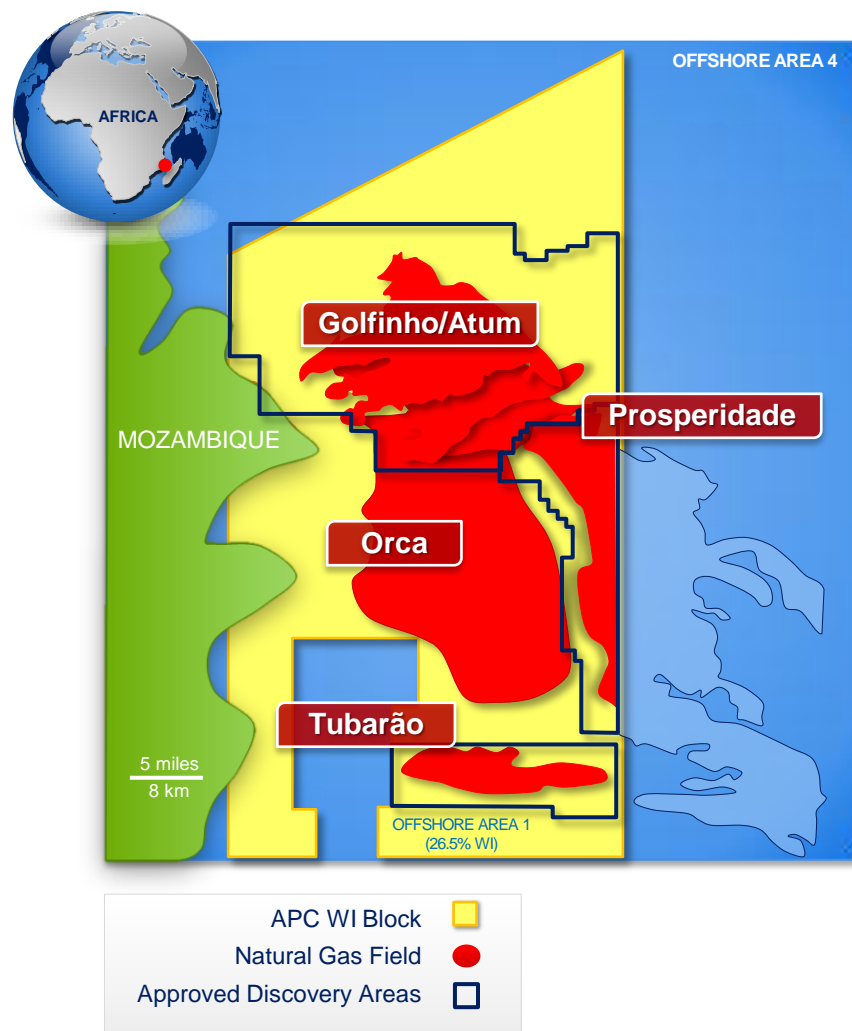 OFFSHORE AREA 4
AFRICA
Golfinho/Atum
Prosperidade
MOZAMBIQUE
Orca
Tubarão
5 miles
8 km
OFFSHORE AREA 1
(26.5% WI)
APC WI Block
Natural Gas Field
Approved Discovery Areas